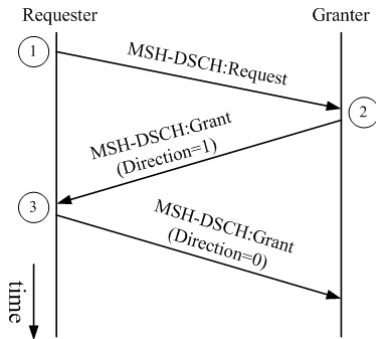 Requester
Granter
1
MSH-DSCH:Request
2
MSH-DSCH:Grant
(Direction=1)
3
MSH-DSCH:Grant
(Direction=0)
time